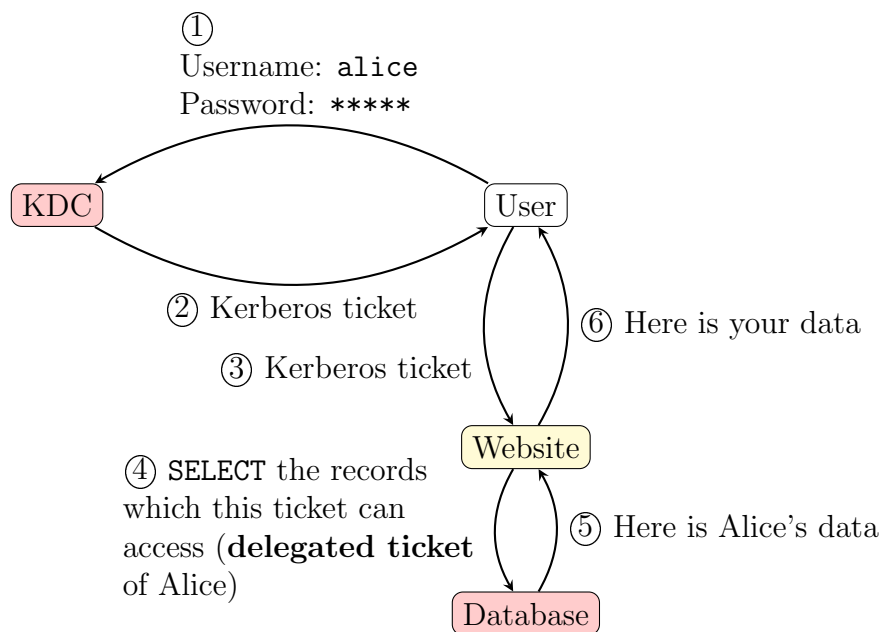 ①
Username: alice
Password: *****
KDC
User
② Kerberos ticket
⑥ Here is your data
③ Kerberos ticket
Website
④ SELECT the records
which this ticket can
access (delegated ticket
of Alice)
⑤ Here is Alice's data
Database